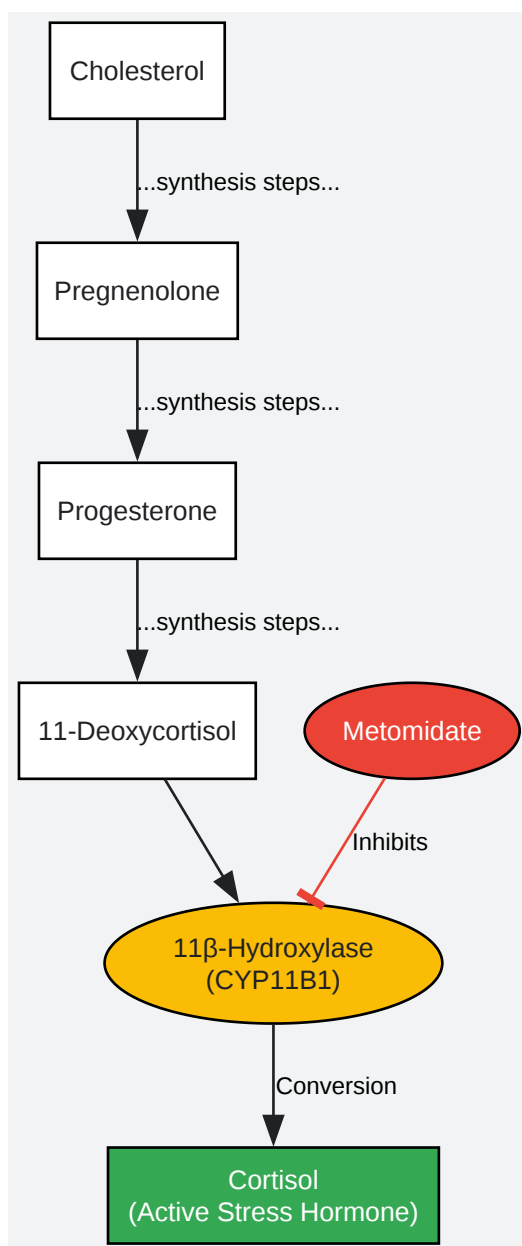 Cholesterol
...synthesis steps...
Pregnenolone
...synthesis steps...
Progesterone
...synthesis steps...
11-Deoxycortisol
Metomidate
Inhibits
11β-Hydroxylase
(CYP11B1)
Conversion
Cortisol
(Active Stress Hormone)